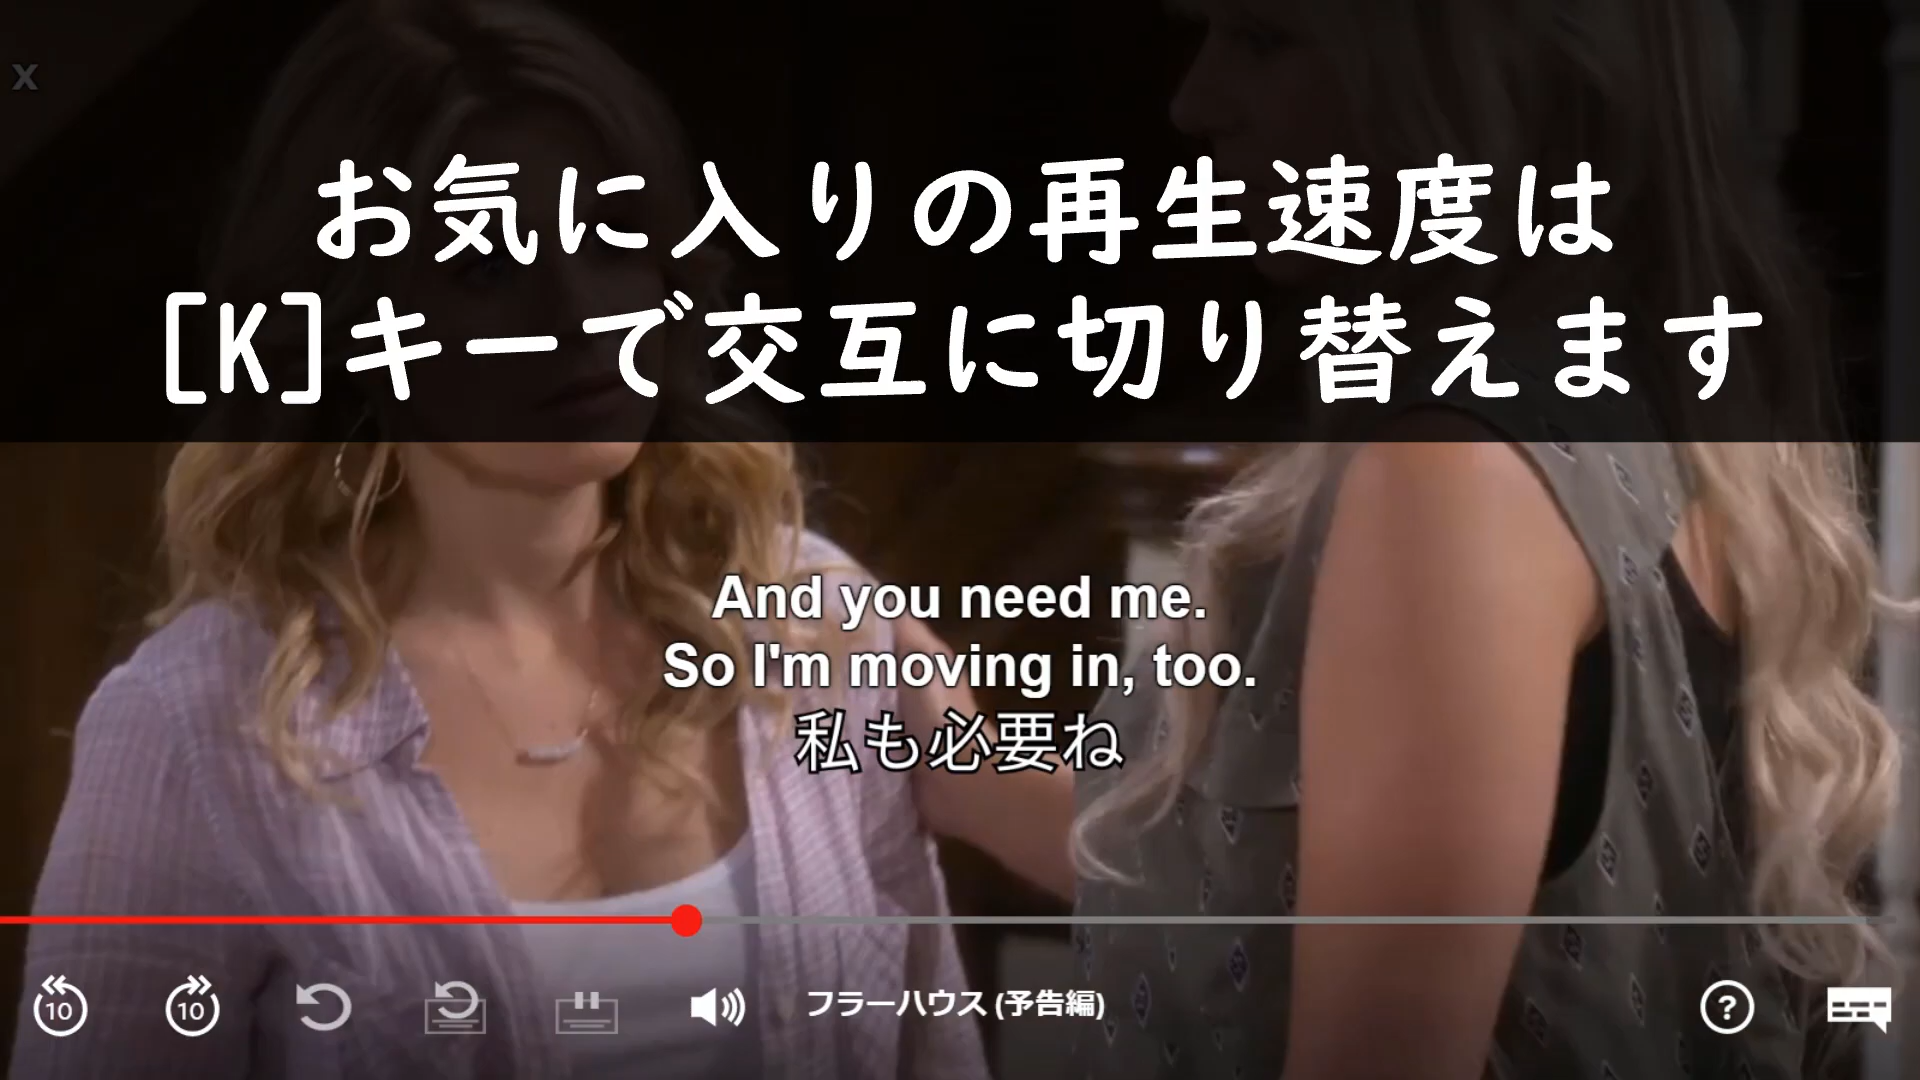 X
お気に入りの再生速度は
[K]キーで交互に切り替えます
And you need me.
So I'm moving in, too.
私も必要ね
10
10
フラーハウス (予告編)
?